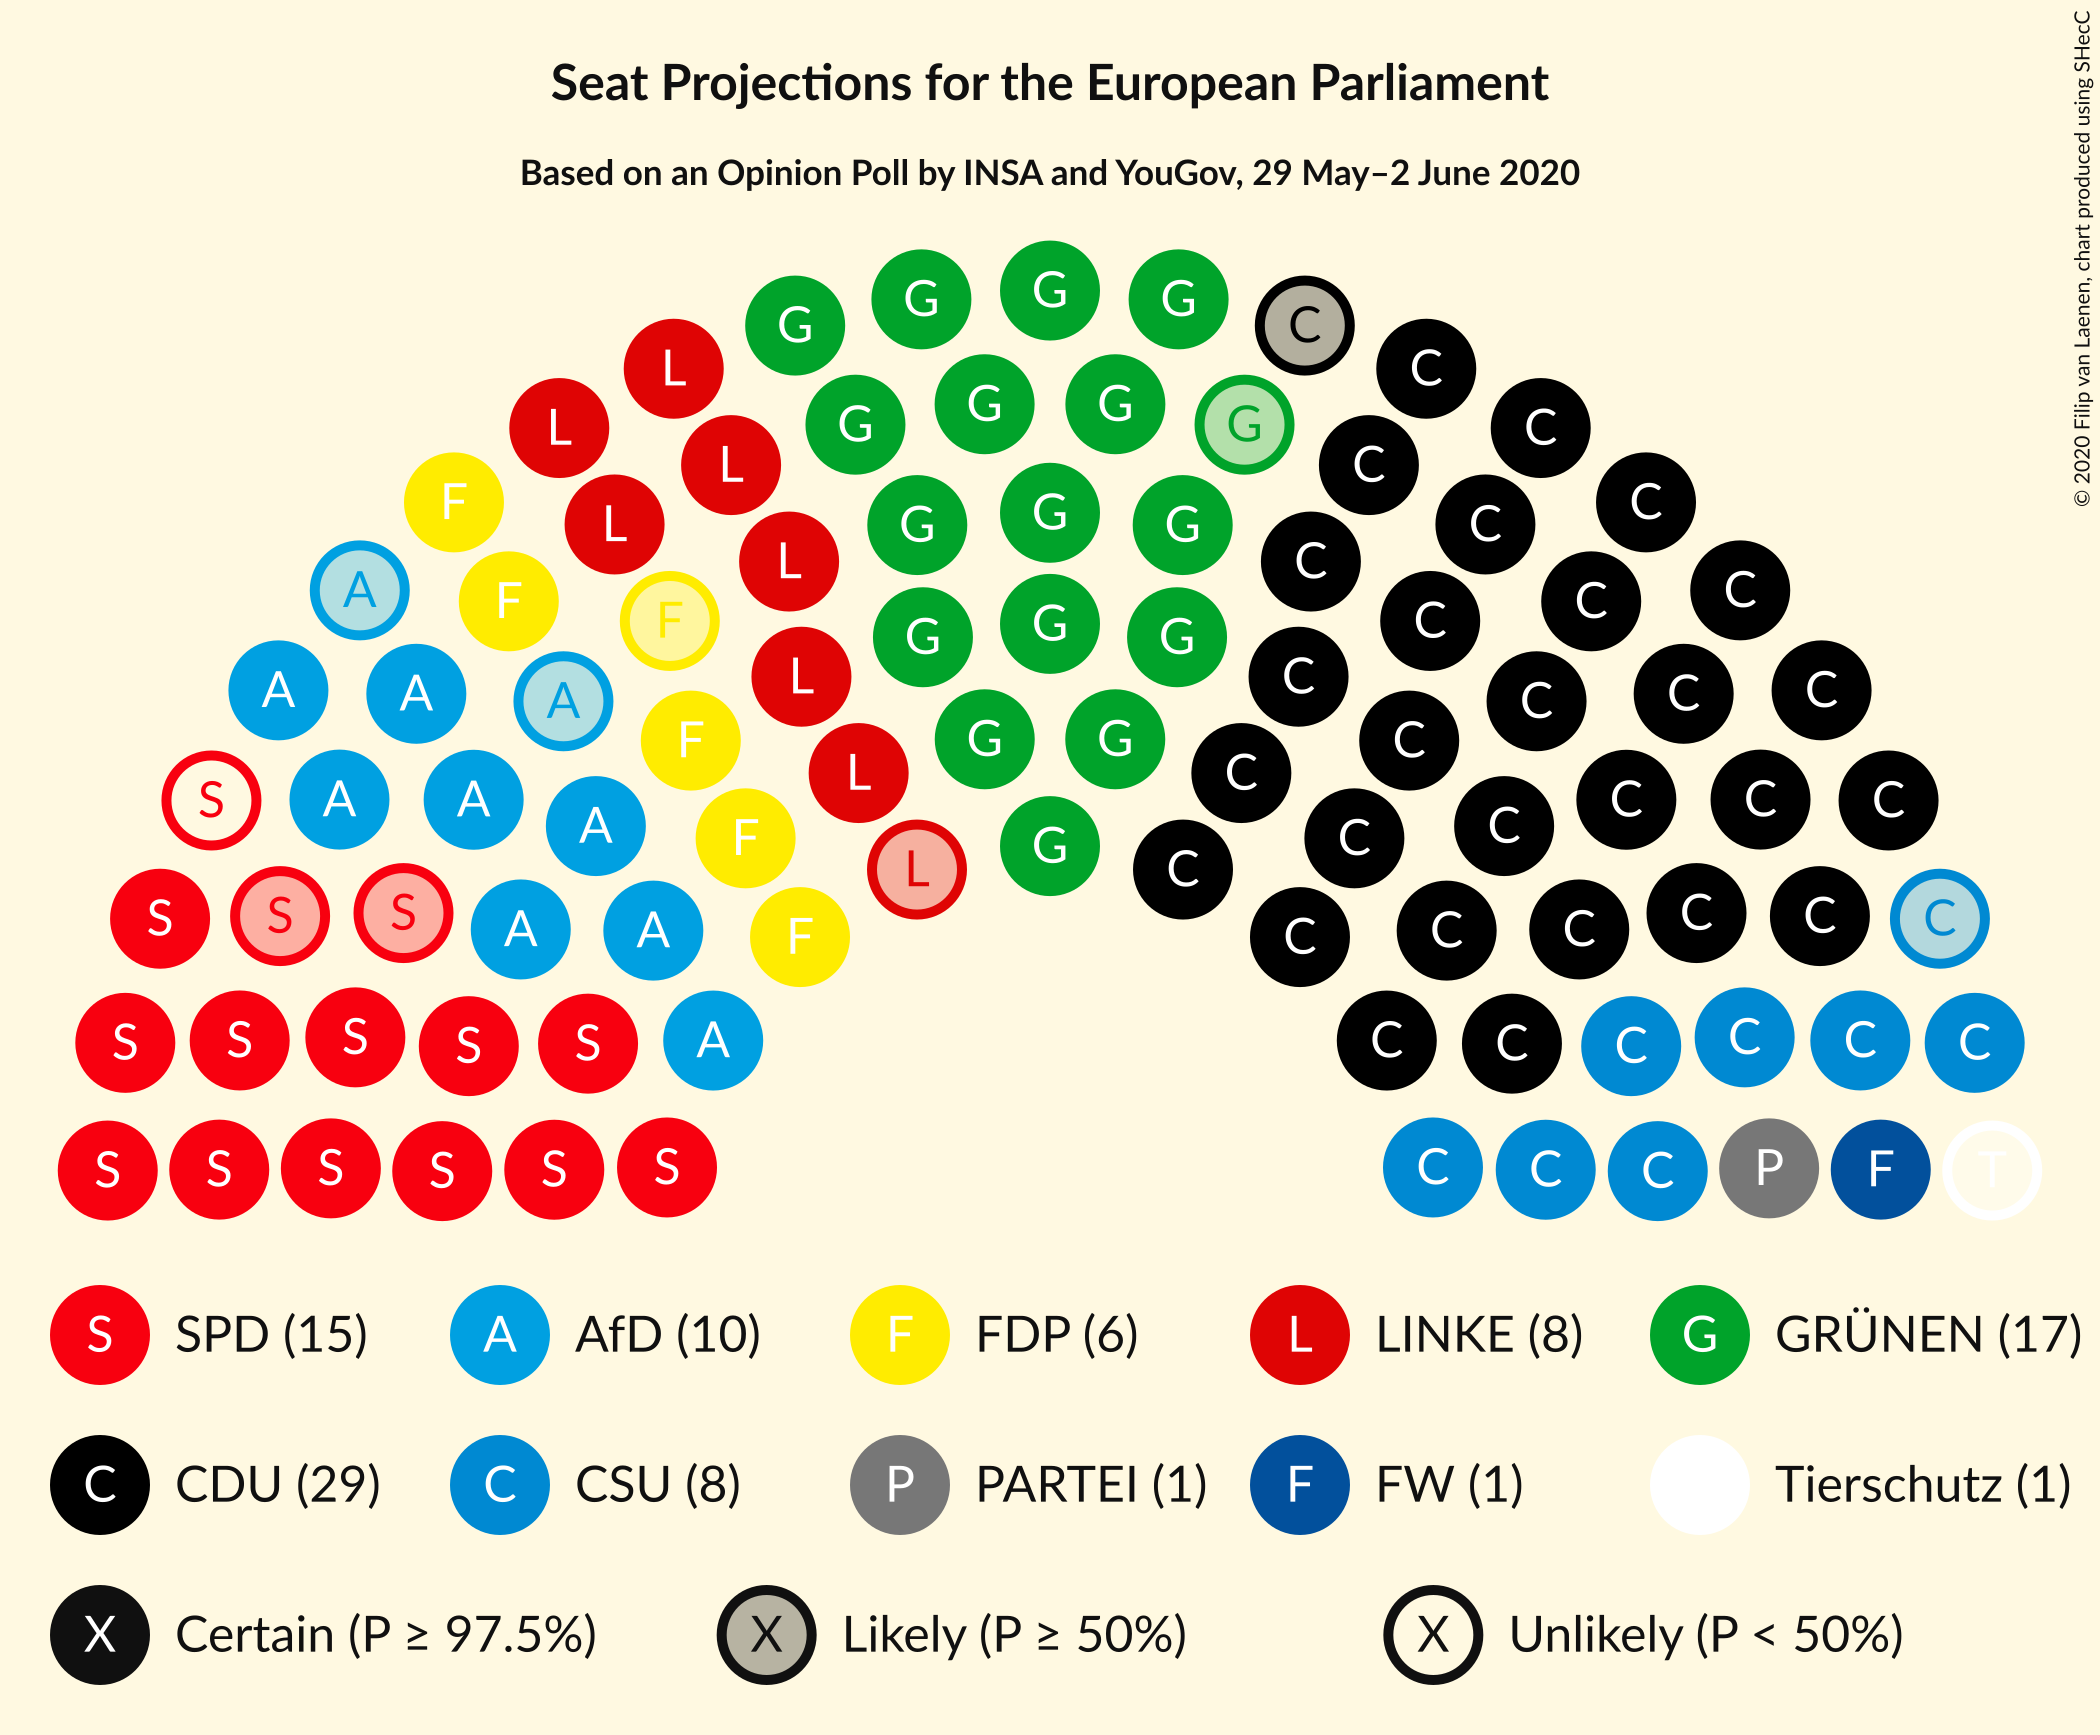 Seat Projections for the European Parliament
Based on an Opinion Poll by INSA and YouGov, 29 May–2 June 2020
© 2020 Filip van Laenen, chart produced using SHecC
G G G G C
L C
L G G G G C
L C
F L G G G C C
A F L C C C
F G G G C
A A A L C C C C
F G G C
S A A L C C C C
A F G C C
L C
S S S A A F C C C C C C
S S S S S A C C C C C C
S S S S S S C C C P F T
S SPD (15) A AfD (10) F FDP (6) L LINKE (8) G GRÜNEN (17)
C CDU (29) C CSU (8) P PARTEI (1) F FW (1) Tierschutz (1)
X Certain (P ≥ 97.5%) X Likely (P ≥ 50%) X Unlikely (P < 50%)